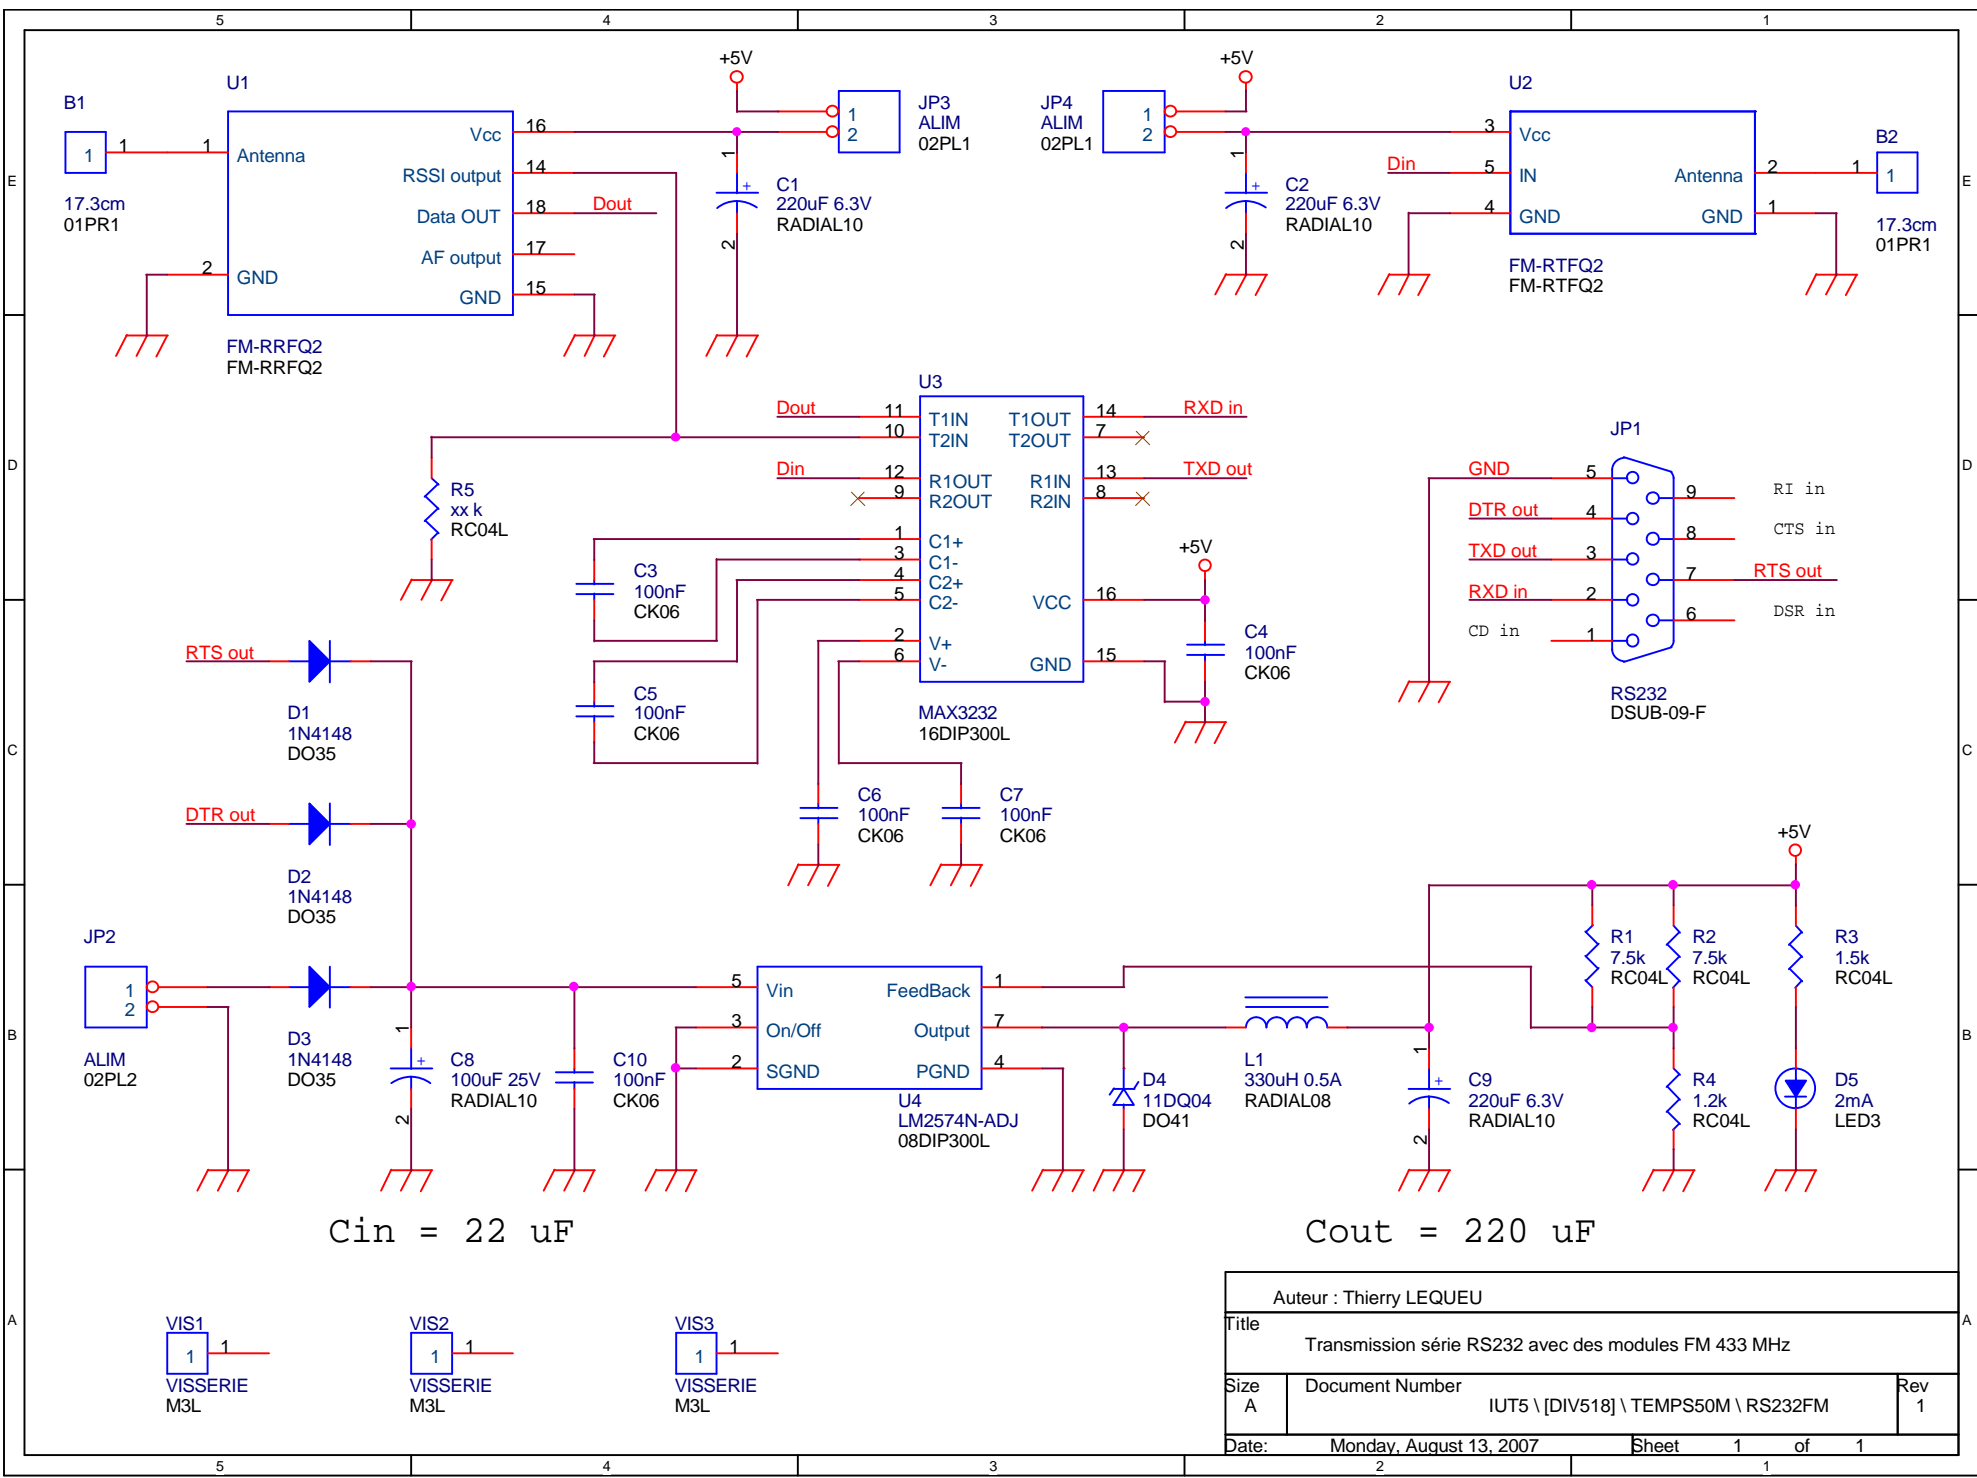 5 4 3 2 1
E
D
C
B
A
E
D
C
B
A
B1
1
1
17.3cm
01PR1
U1
1 Antenna
2 GND
Vcc 16
RSSI output 14
Data OUT 18
Dout
AF output 17
GND 15
FM-RRFQ2
FM-RRFQ2
+5V
1
+
2
C1
220uF 6.3V
RADIAL10
1
2
JP3
ALIM
02PL1
JP4
ALIM
02PL1
1
2
+5V
1
+
2
C2
220uF 6.3V
RADIAL10
U2
3 Vcc
Din 5 IN
4 GND
Antenna 2
GND 1
FM-RTFQ2
FM-RTFQ2
B2
1
1
17.3cm
01PR1
U3
Dout 11 T1IN
10 T2IN
Din 12 R1OUT
9 R2OUT
1 C1+
3 C1-
4 C2+
5 C2-
2 V+
6 V-
T1OUT 14 RXD in
T2OUT 7
R1IN 13 TXD out
R2IN 8
VCC 16
GND 15
MAX3232
16DIP300L
R5
xx k
RC04L
C3
100nF
CK06
C5
100nF
CK06
+5V
C4
100nF
CK06
C6
100nF
CK06
C7
100nF
CK06
JP1
GND 5
DTR out 4
TXD out 3
RXD in 2
CD in 1
9 RI in
8 CTS in
7 RTS out
6 DSR in
RS232
DSUB-09-F
RTS out
D1
1N4148
DO35
DTR out
D2
1N4148
DO35
JP2
1
2
ALIM
02PL2
D3
1N4148
DO35
1
+
2
C8
100uF 25V
RADIAL10
C10
100nF
CK06
5 Vin
3 On/Off
2 SGND
FeedBack 1
Output 7
PGND 4
U4
LM2574N-ADJ
08DIP300L
D4
11DQ04
DO41
L1
330uH 0.5A
RADIAL08
1
+
2
C9
220uF 6.3V
RADIAL10
+5V
R1
7.5k
RC04L
R2
7.5k
RC04L
R3
1.5k
RC04L
R4
1.2k
RC04L
D5
2mA
LED3
Cin = 22 uF
Cout = 220 uF
VIS1
1
1
VISSERIE
M3L
VIS2
1
1
VISSERIE
M3L
VIS3
1
1
VISSERIE
M3L
Auteur : Thierry LEQUEU
Title
Transmission série RS232 avec des modules FM 433 MHz
Size
A
Document Number
IUT5 \ [DIV518] \ TEMPS50M \ RS232FM
Rev
1
Date: Monday, August 13, 2007 Sheet 1 of 1
5 4 3 2 1